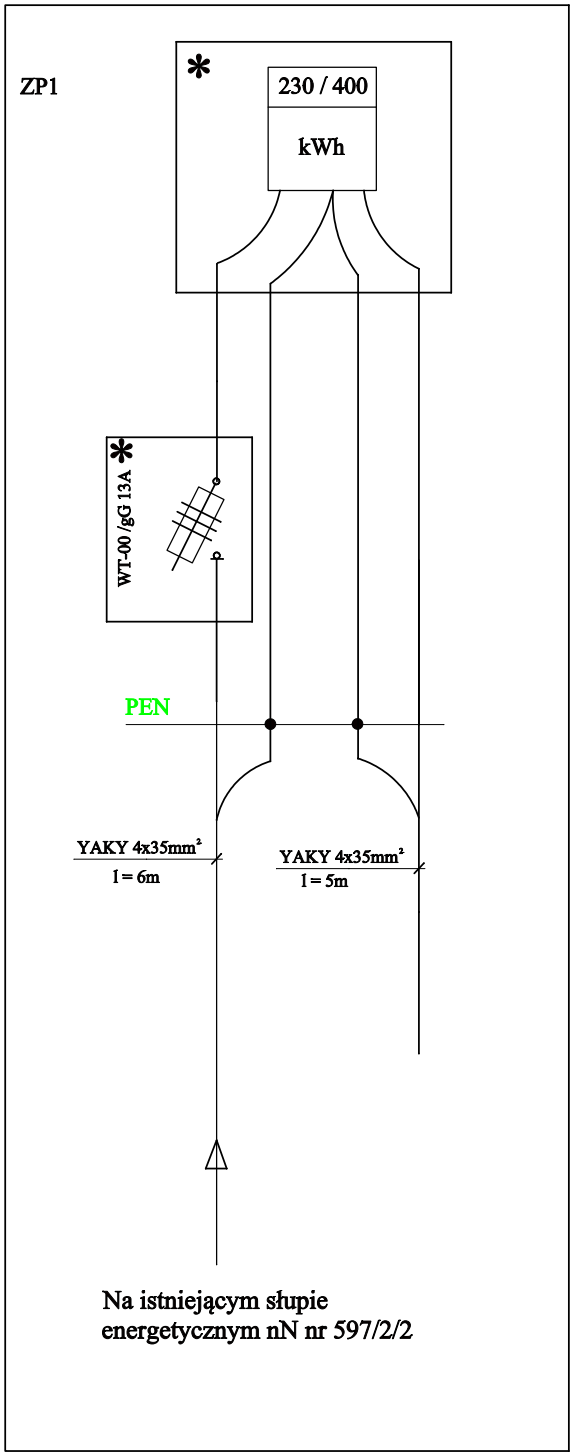 ZP1
230 / 400
kWh
WT-00 /gG 13A
PEN
YAKY 4x35mm²
l = 6m
YAKY 4x35mm²
l = 5m
Na istniejącym słupie
energetycznym nN nr 597/2/2